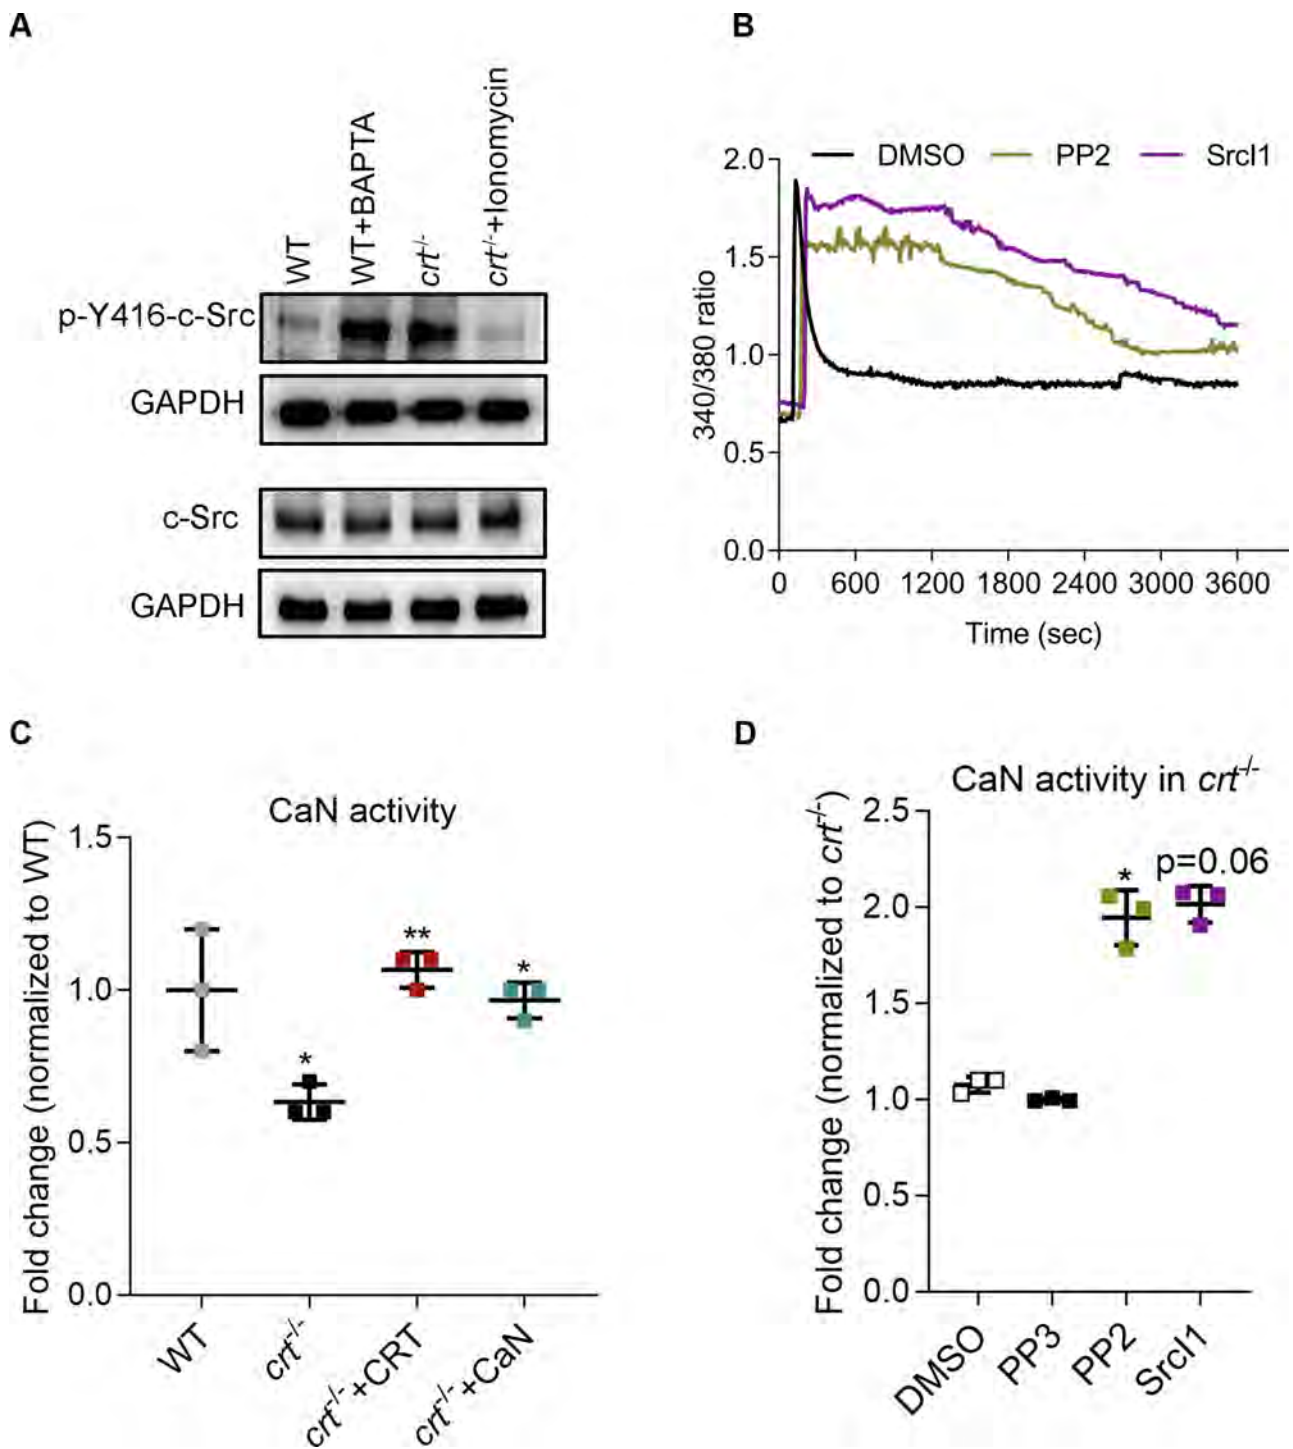 A
WT
WT+BAPTA
crt-/-
crt-/-+Ionomycin
p-Y416-c-Src
GAPDH
c-Src
GAPDH
B
DMSO PP2 SrcI1
340/380 ratio
2.0
1.5
1.0
0.5
0.0
0 600 1200 1800 2400 3000 3600
Time (sec)
C
CaN activity
Fold change (normalized to WT)
1.5
1.0
0.5
0.0
*
**
*
WT
crt-/-
crt-/-+CRT
crt-/-+CaN
D
CaN activity in crt-/-
Fold change (normalized to crt-/-)
2.5
2.0
1.5
1.0
0.5
0.0
*
p=0.06
DMSO
PP3
PP2
SrcI1